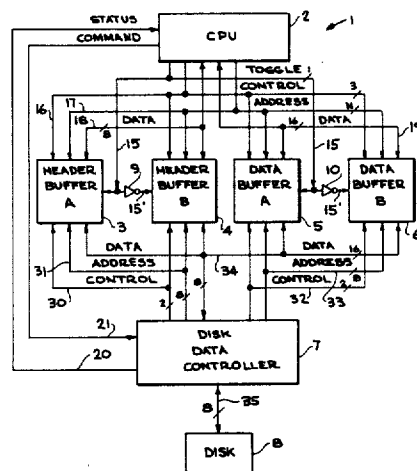 STATUS
COMMAND
CPU
2
1
TOGGLE 1
CONTROL 3
16
17
ADDRESS 11
18
8
DATA
16
DATA
19
15
15
HEADER BUFFER A
9
15'
HEADER BUFFER B
DATA BUFFER A
10
15'
DATA BUFFER B
3
4
5
6
31
DATA
34
DATA
16
ADDRESS
8
8
ADDRESS
8
30
CONTROL
2
CONTROL
2
32
33
21
20
DISK DATA CONTROLLER
7
35
8
DISK
8